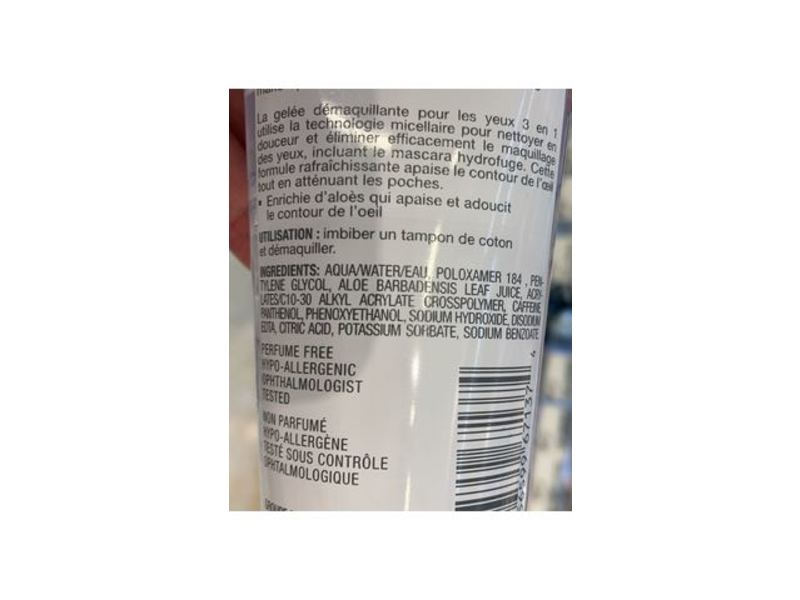 La gelée démaquillante pour les yeux 3 en 1
utilise la technologie micellaire pour nettoyer en
douceur et éliminer efficacement le maquillage
des yeux, incluant le mascara hydrofuge. Cette
formule rafraîchissante apaise le contour de l'œil
tout en atténuant les poches.
• Enrichie d'aloès qui apaise et adoucit
le contour de l'oeil
UTILISATION : imbiber un tampon de coton
et démaquiller.
INGREDIENTS: AQUA/WATER/EAU, POLOXAMER 184 , PEN-
TYLENE GLYCOL, ALOE BARBADENSIS LEAF JUICE, ACRY-
LATES/C10-30 ALKYL ACRYLATE CROSSPOLYMER, CAFFEINE,
PANTHENOL, PHENOXYETHANOL, SODIUM HYDROXIDE, DISODIUM
EDTA, CITRIC ACID, POTASSIUM SORBATE, SODIUM BENZOATE
PERFUME FREE
HYPO-ALLERGENIC
OPHTHALMOLOGIST
TESTED
NON PARFUMÉ
HYPO-ALLERGÈNE
TESTÉ SOUS CONTRÔLE
OPHTALMOLOGIQUE
67137 4